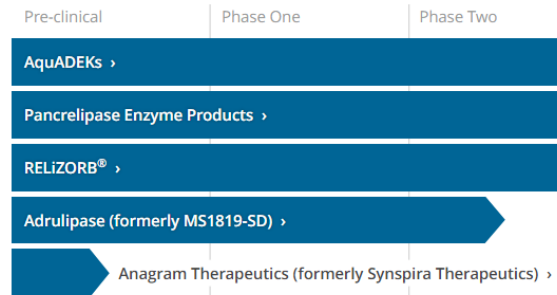 Pre-clinical Phase One Phase Two
AquADEKs ›
Pancrelipase Enzyme Products ›
RELiZORB® ›
Adrulipase (formerly MS1819-SD) ›
Anagram Therapeutics (formerly Synspira Therapeutics) ›